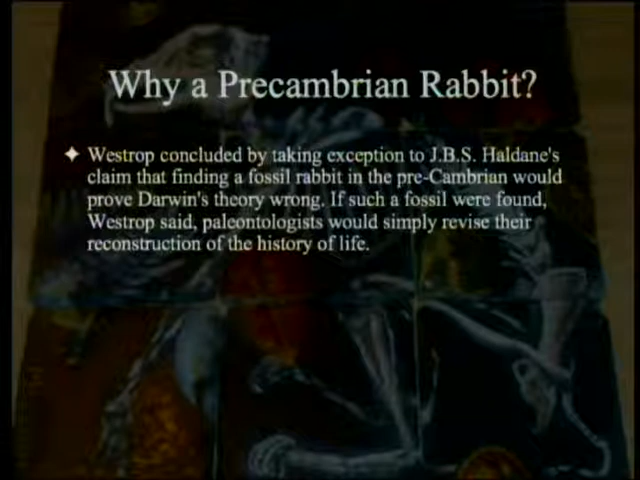 Why a Precambrian Rabbit?
Westrop concluded by taking exception to J.B.S. Haldane's
claim that finding a fossil rabbit in the pre-Cambrian would
prove Darwin's theory wrong. If such a fossil were found,
Westrop said, paleontologists would simply revise their
reconstruction of the history of life.